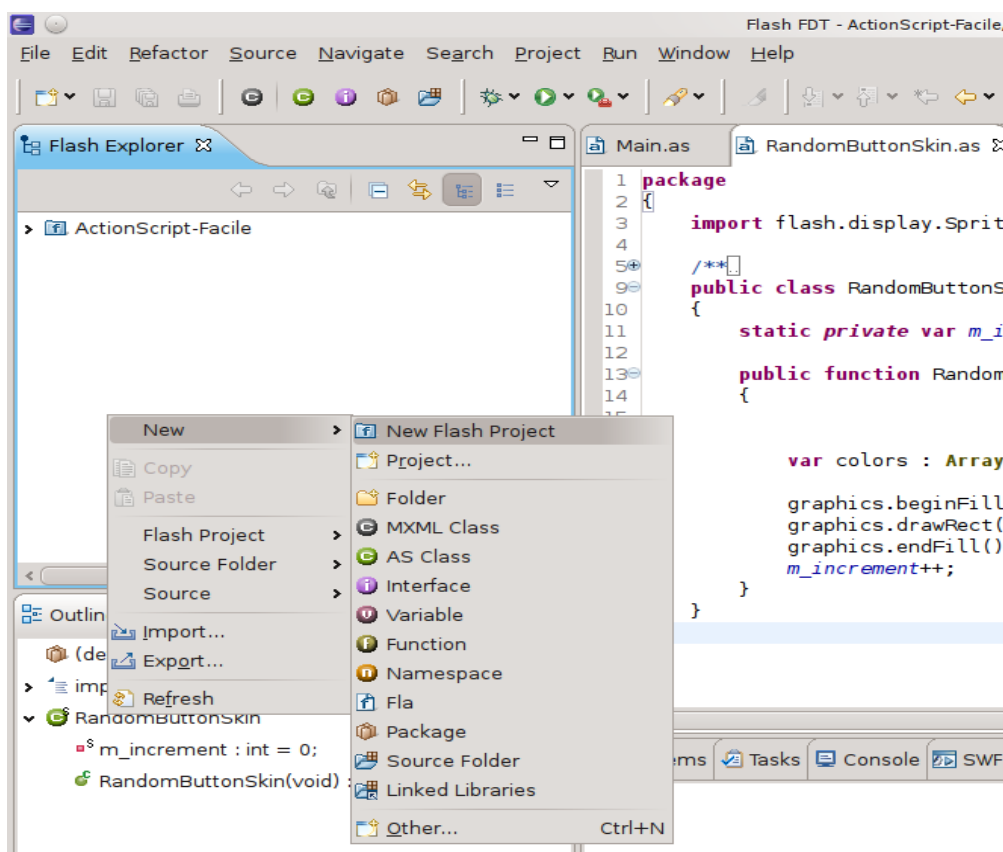 Flash FDT - ActionScript-Facile
File Edit Refactor Source Navigate Search Project Run Window Help
Flash Explorer
ActionScript-Facile
Main.as
RandomButtonSkin.as
1 package
2 {
3 import flash.display.Sprit
4
5 /**
9 public class RandomButtonS
10 {
11 static private var m_i
12
13 public function Random
14 {
15
var colors : Array
graphics.beginFill
graphics.drawRect(
graphics.endFill()
m_increment++;
}
}
New
Copy
Paste
Flash Project
Source Folder
Source
Import...
Export...
Refresh
New Flash Project
Project...
Folder
MXML Class
AS Class
Interface
Variable
Function
Namespace
Fla
Package
Source Folder
Linked Libraries
Other... Ctrl+N
Outlin
(de
imp
RandomButtonSkin
m_increment : int = 0;
RandomButtonSkin(void) :
ms
Tasks
Console
SWF